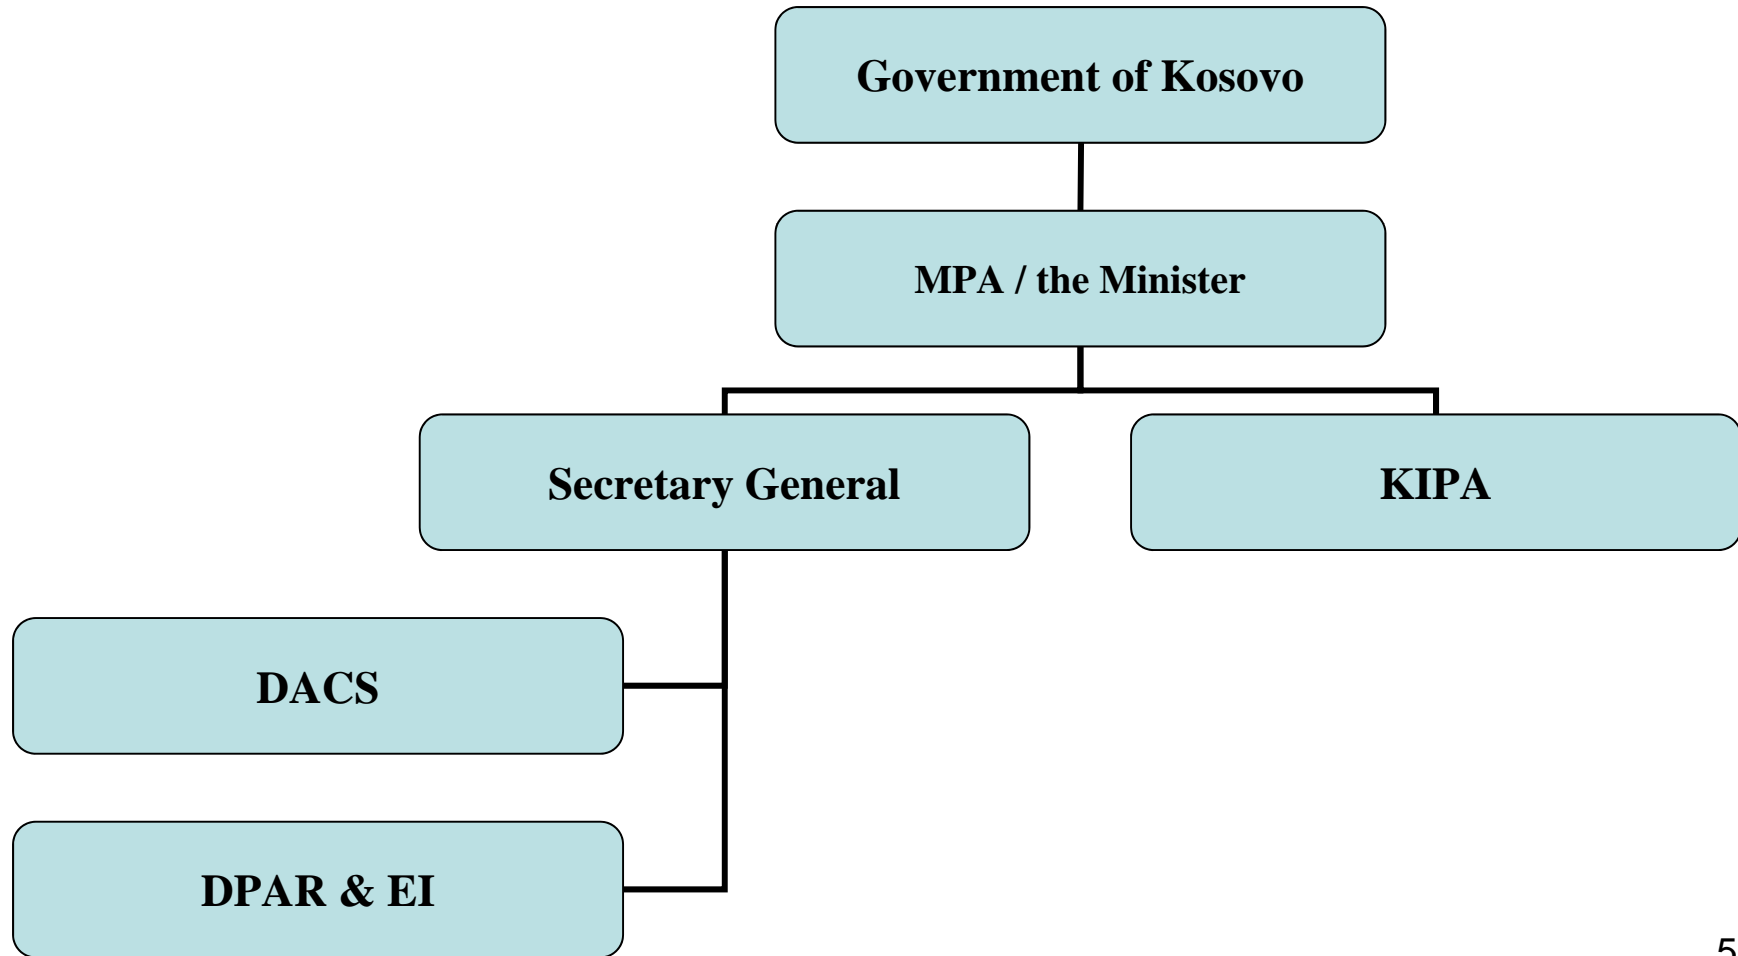 Government of Kosovo
MPA / the Minister
Secretary General
KIPA
DACS
DPAR & EI
5